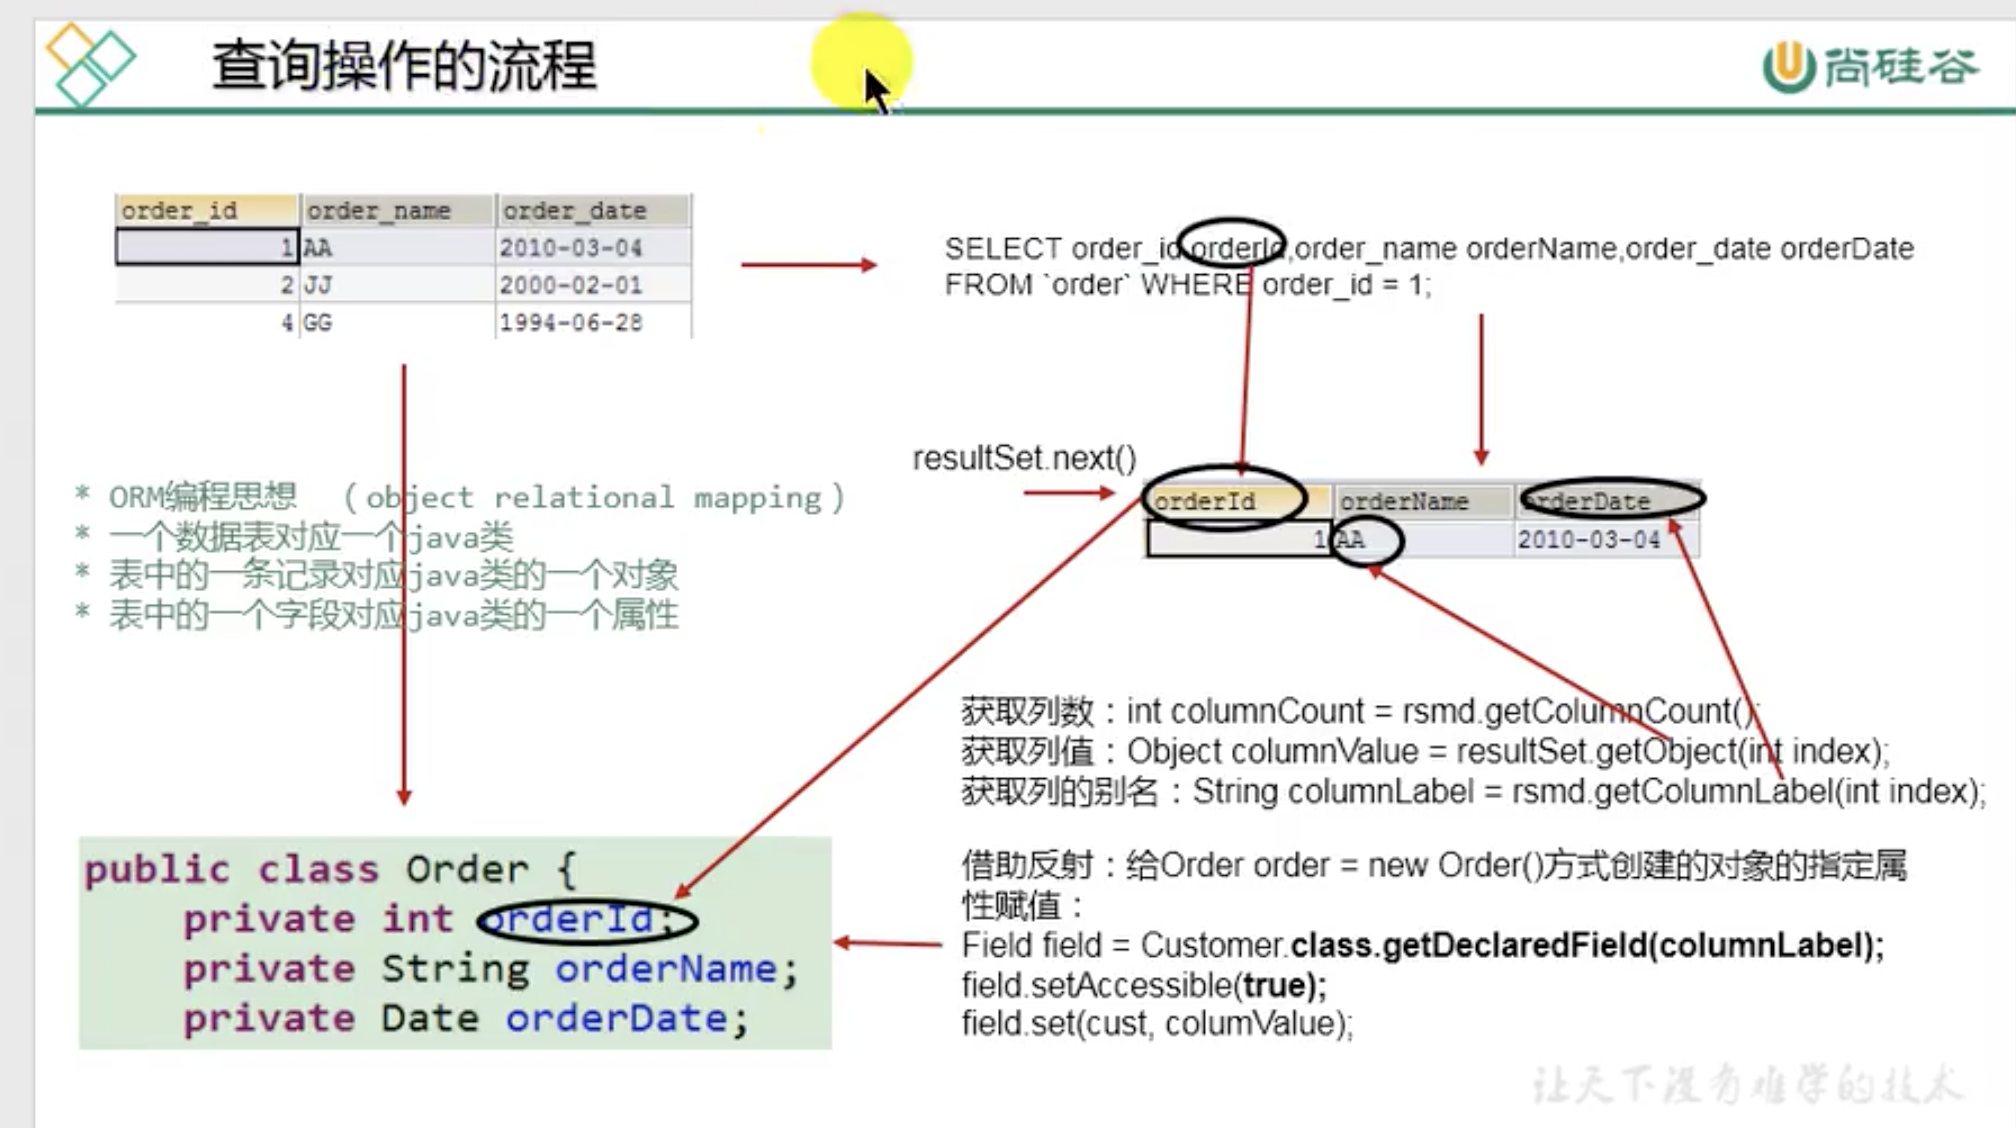 查询操作的流程
尚硅谷
order_id order_name order_date
1 AA 2010-03-04
2 JJ 2000-02-01
4 GG 1994-06-28
SELECT order_id orderId,order_name orderName,order_date orderDate
FROM `order` WHERE order_id = 1;
resultSet.next()
orderId orderName orderDate
1 AA 2010-03-04
* ORM编程思想 （object relational mapping）
* 一个数据表对应一个java类
* 表中的一条记录对应java类的一个对象
* 表中的一个字段对应java类的一个属性
获取列数：int columnCount = rsmd.getColumnCount();
获取列值：Object columnValue = resultSet.getObject(int index);
获取列的别名：String columnLabel = rsmd.getColumnLabel(int index);
public class Order {
private int orderId;
private String orderName;
private Date orderDate;
借助反射：给Order order = new Order()方式创建的对象的指定属
性赋值：
Field field = Customer.class.getDeclaredField(columnLabel);
field.setAccessible(true);
field.set(cust, columValue);
让天下没有难学的技术